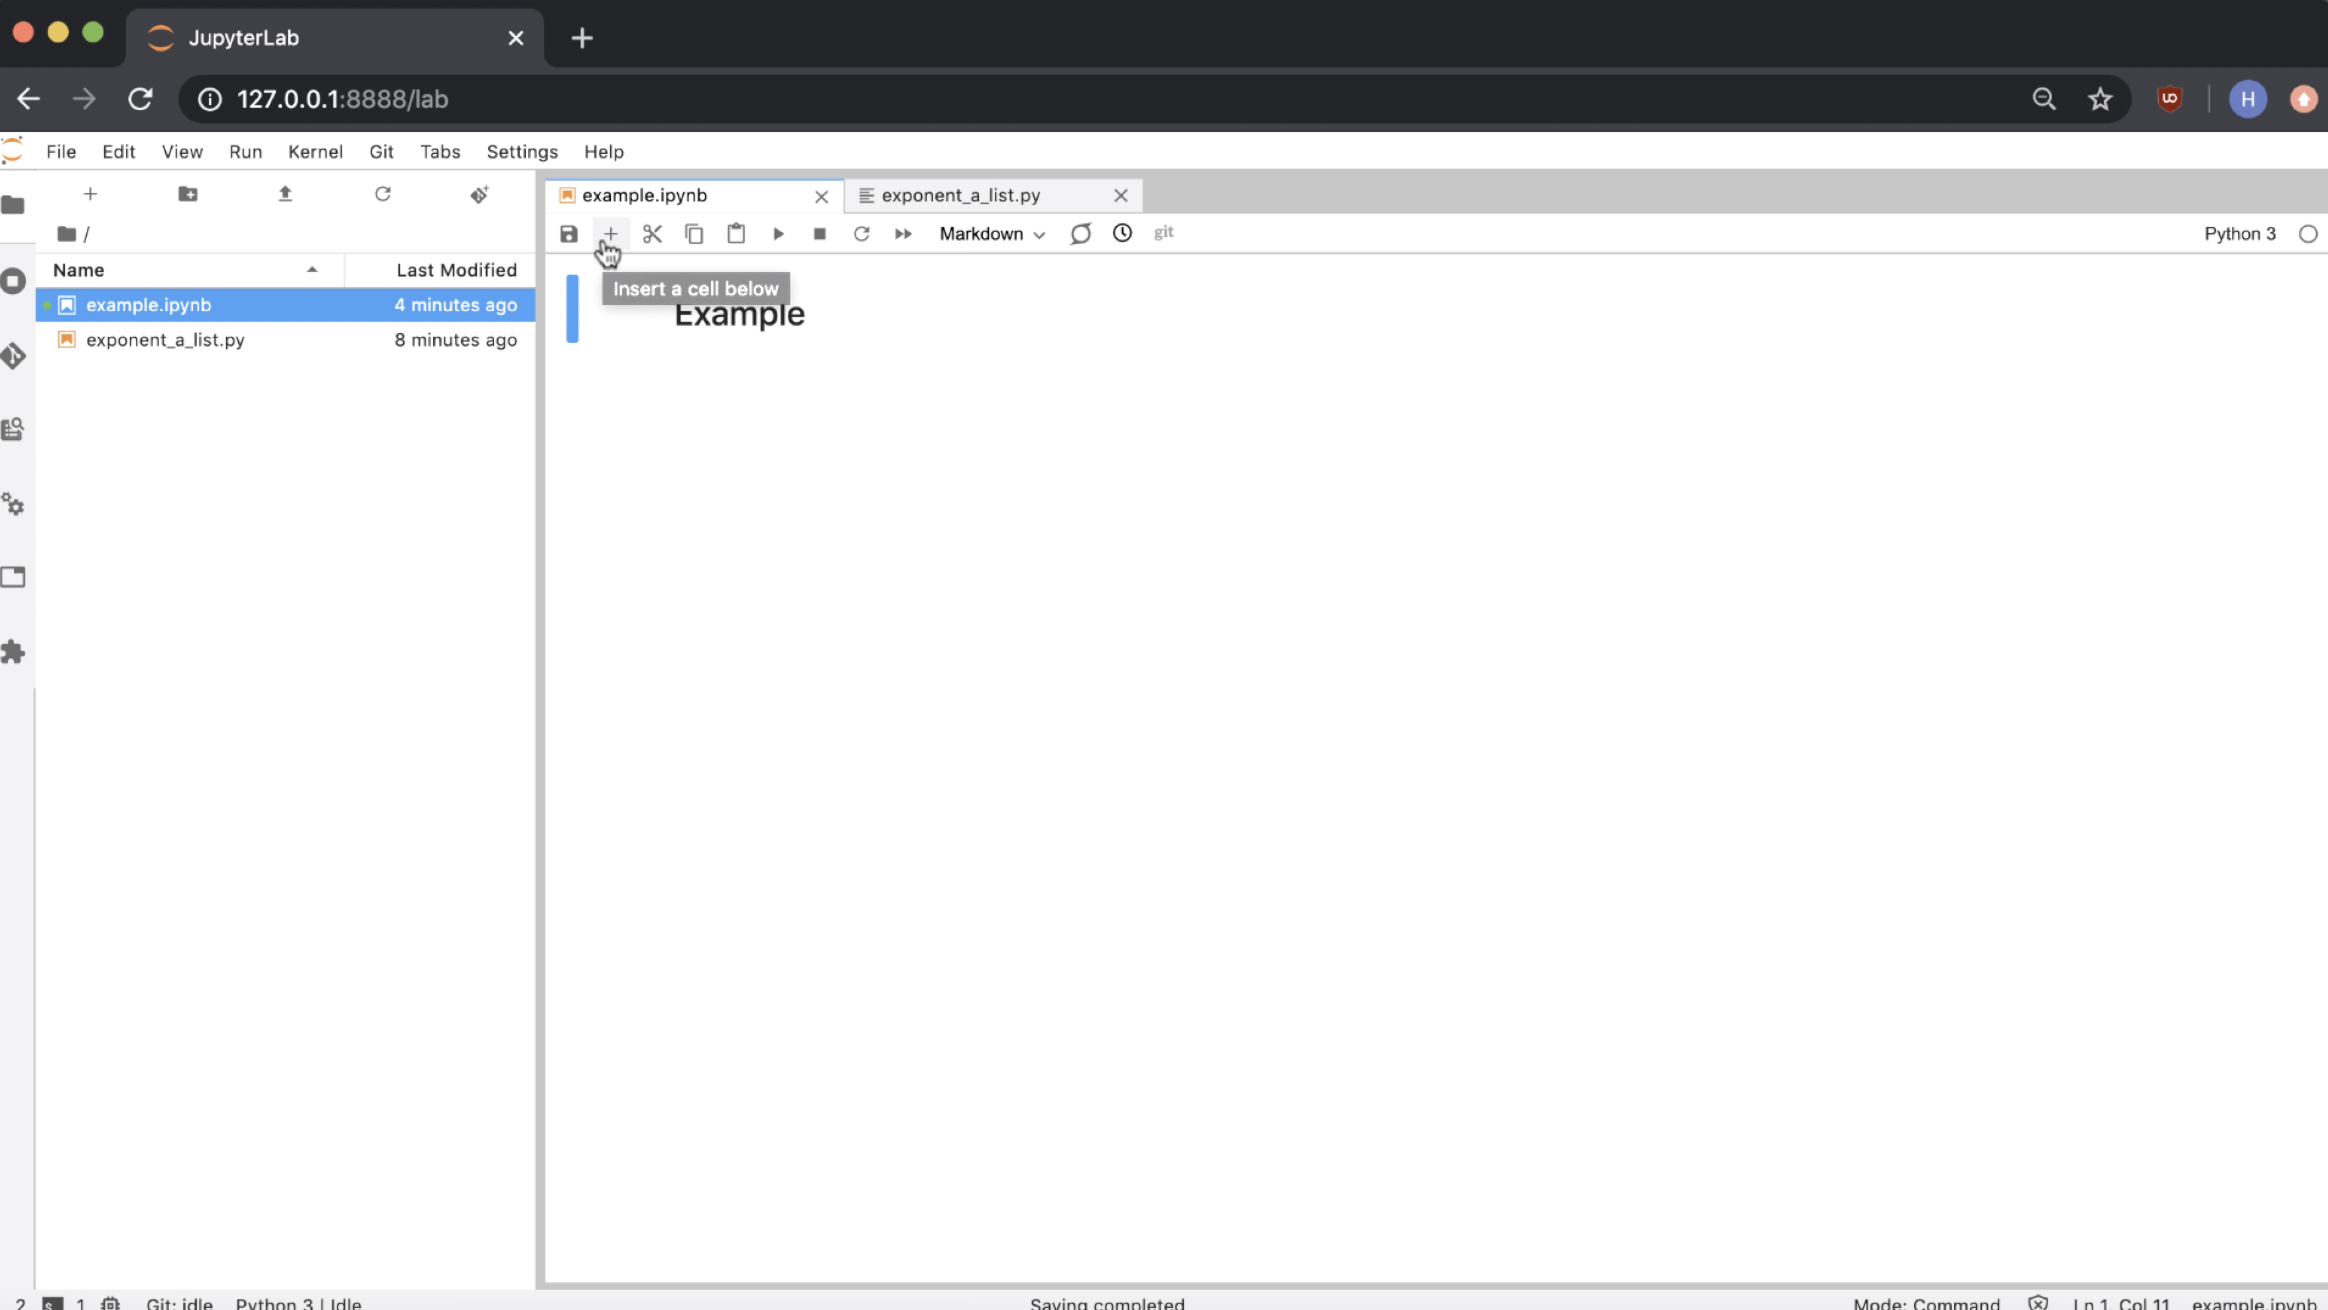 JupyterLab
127.0.0.1:8888/lab
H
File Edit View Run Kernel Git Tabs Settings Help
example.ipynb exponent_a_list.py
/
Markdown git Python 3
Name Last Modified
Insert a cell below
example.ipynb 4 minutes ago
Example
exponent_a_list.py 8 minutes ago
2 1 Git: idle Python 3 | Idle Saving completed Mode: Command Ln 1, Col 11 example.ipynb